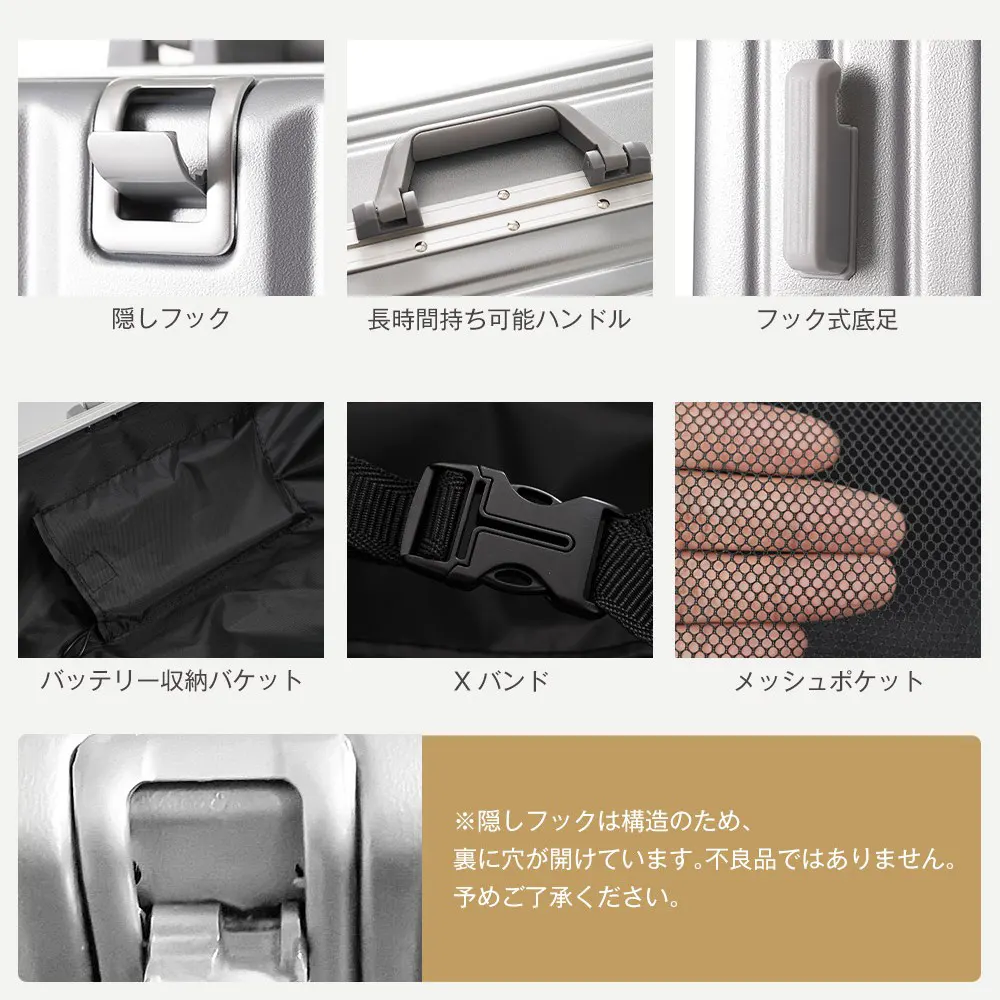 隠しフック
長時間持ち可能ハンドル
フック式底足
バッテリー収納バケット
X バンド
メッシュポケット
※隠しフックは構造のため、
裏に穴が開けています。不良品ではありません。
予めご了承ください。